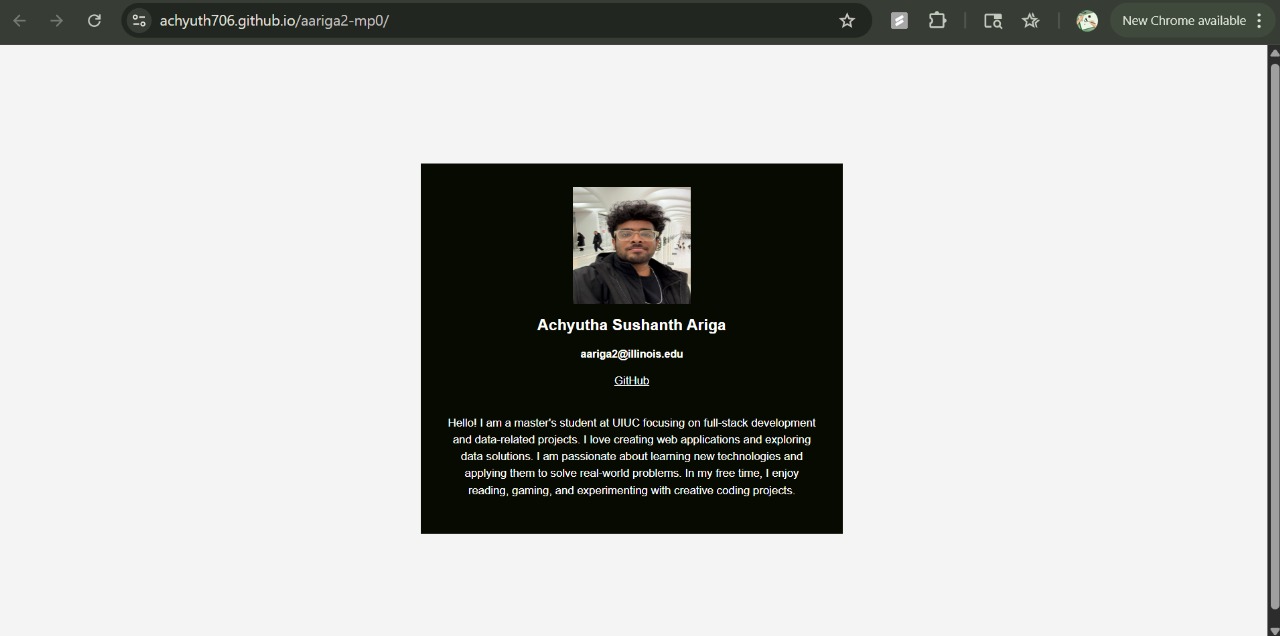 achyuth706.github.io/aariga2-mp0/
New Chrome available
Achyutha Sushanth Ariga
aariga2@illinois.edu
GitHub
Hello! I am a master's student at UIUC focusing on full-stack development
and data-related projects. I love creating web applications and exploring
data solutions. I am passionate about learning new technologies and
applying them to solve real-world problems. In my free time, I enjoy
reading, gaming, and experimenting with creative coding projects.